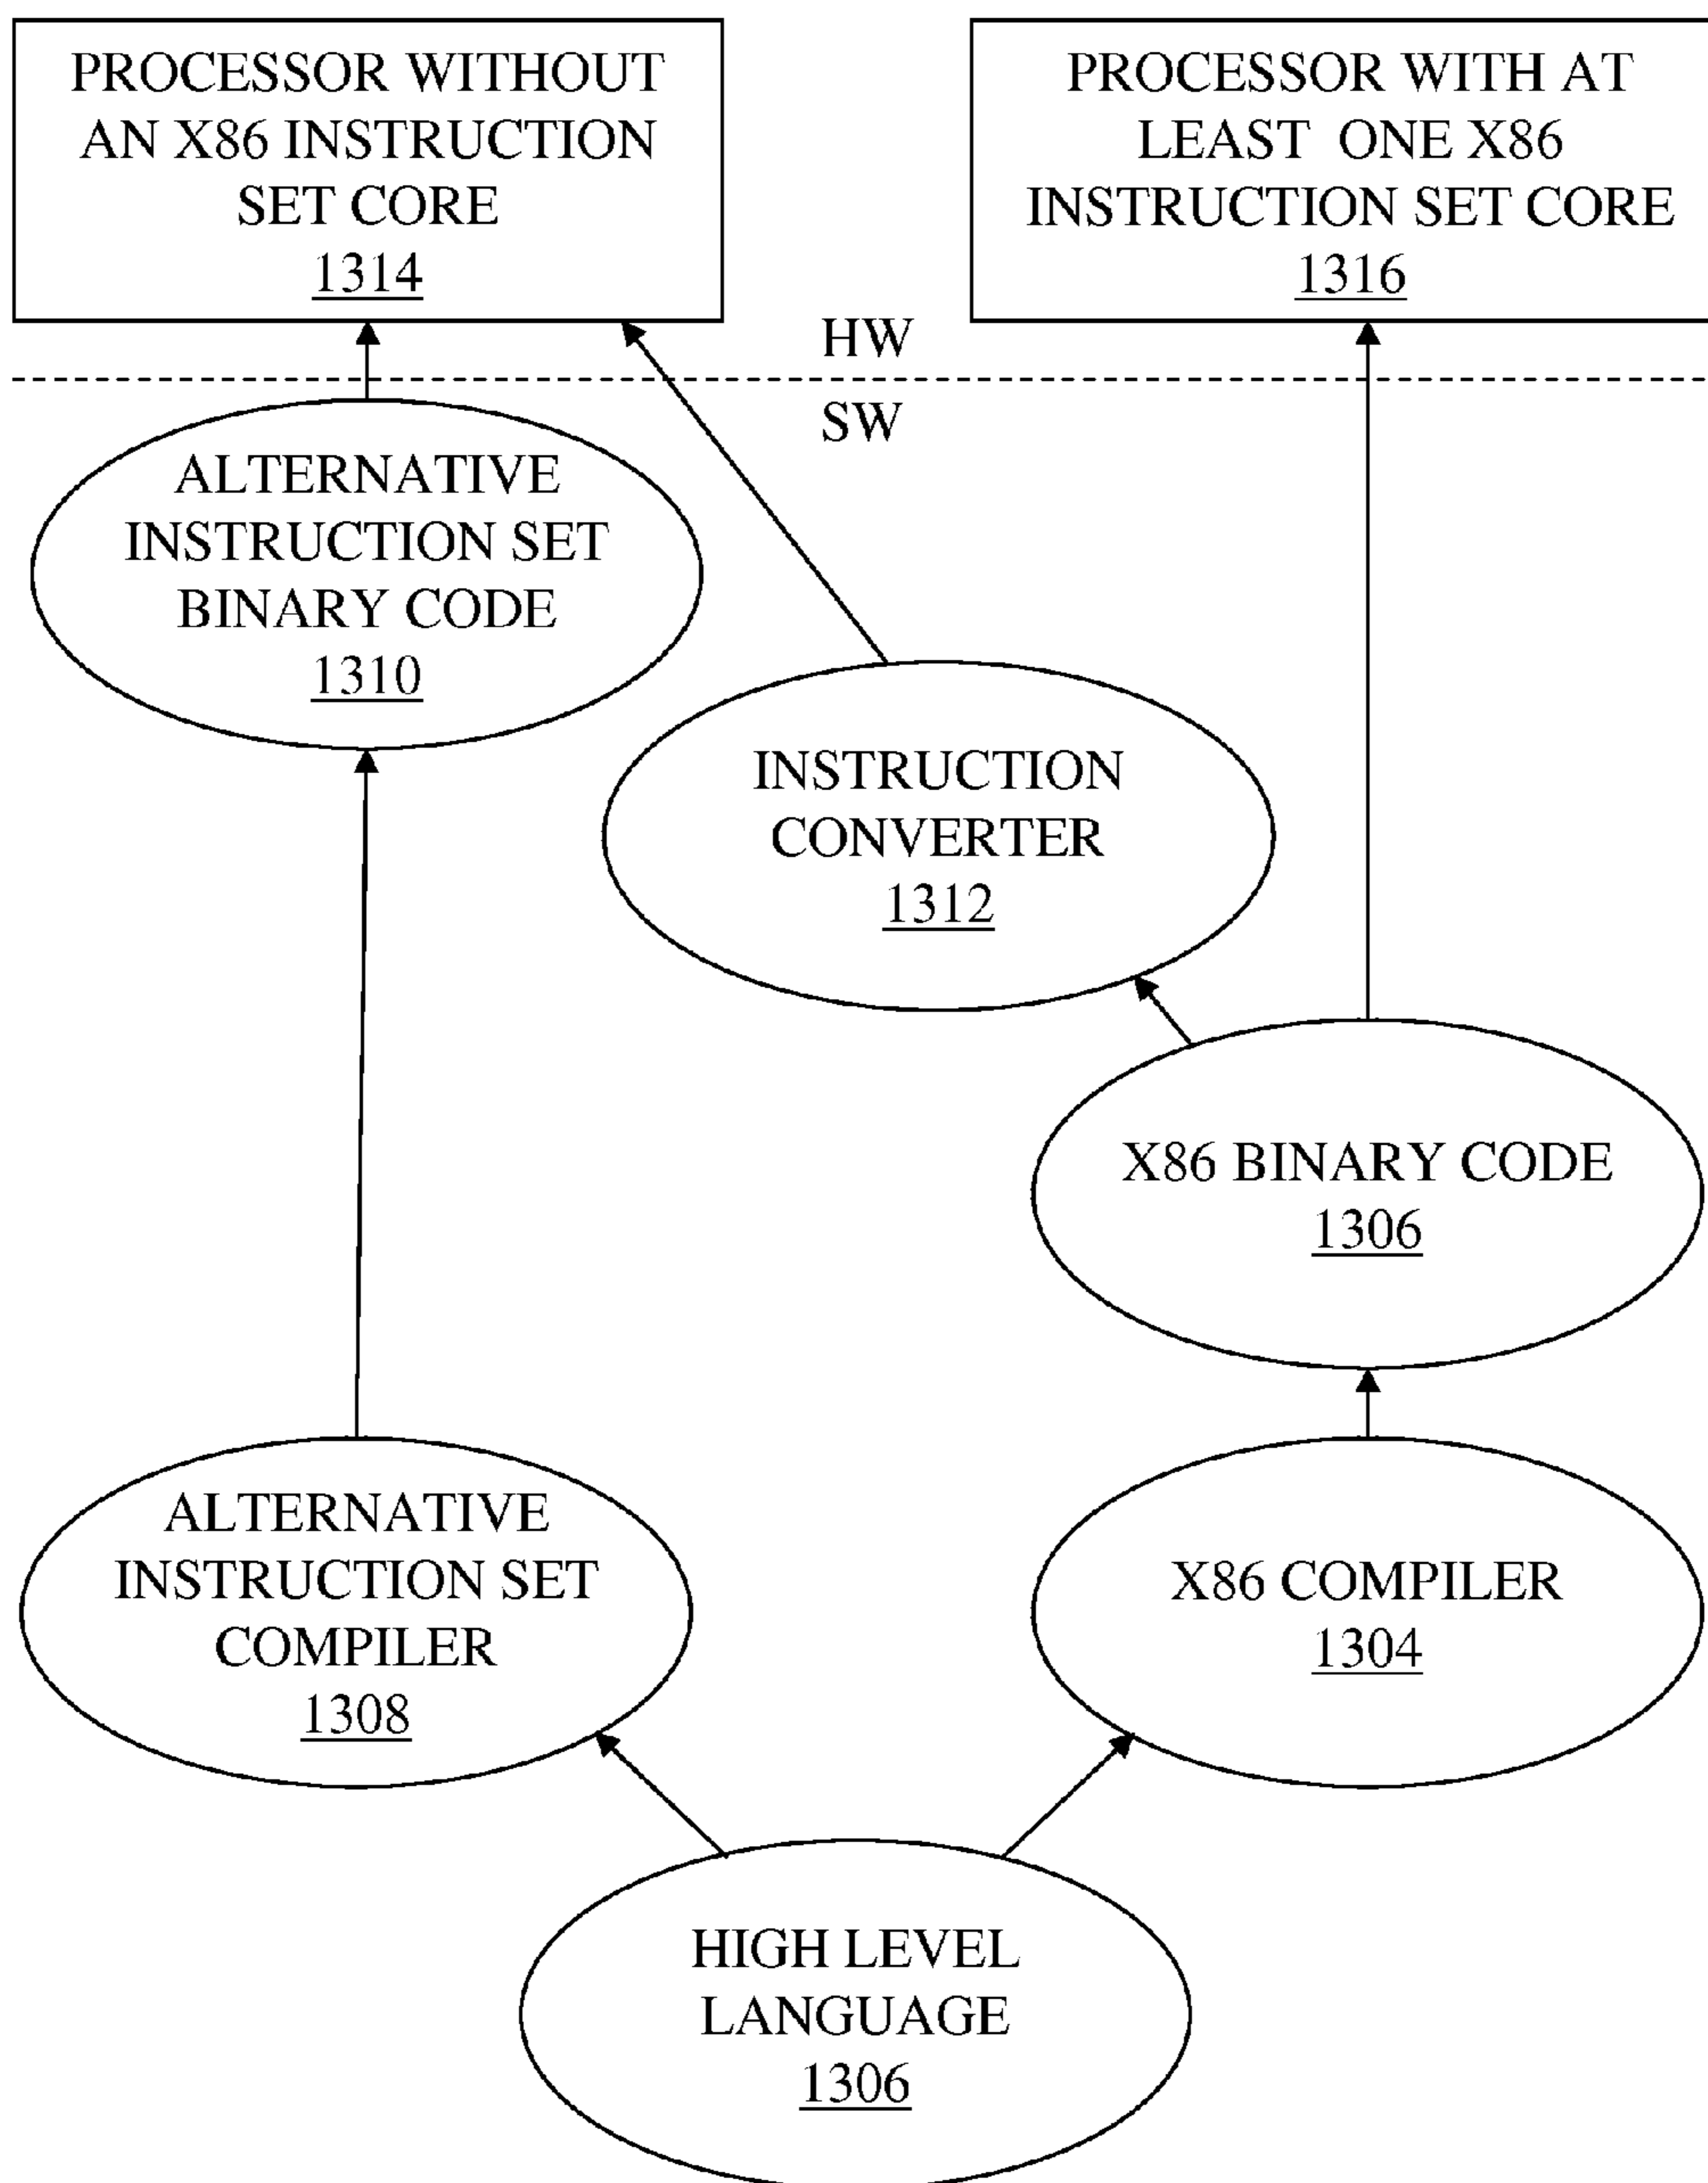 PROCESSOR WITHOUT
AN X86 INSTRUCTION
SET CORE
1314
PROCESSOR WITH AT
LEAST ONE X86
INSTRUCTION SET CORE
1316
HW
SW
ALTERNATIVE
INSTRUCTION SET
BINARY CODE
1310
INSTRUCTION
CONVERTER
1312
X86 BINARY CODE
1306
ALTERNATIVE
INSTRUCTION SET
COMPILER
1308
X86 COMPILER
1304
HIGH LEVEL
LANGUAGE
1306